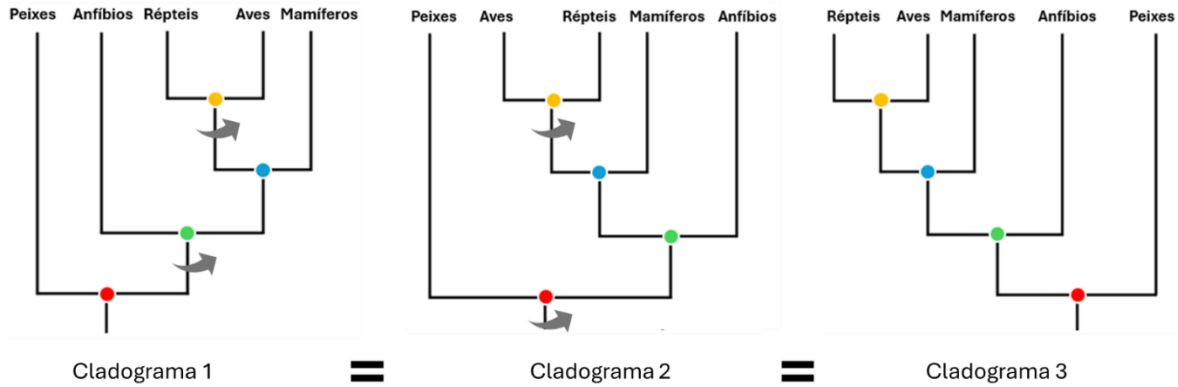 Peixes Anfíbios Répteis Aves Mamíferos
Peixes Aves Répteis Mamíferos Anfíbios
Répteis Aves Mamíferos Anfíbios Peixes
Cladograma 1 = Cladograma 2 = Cladograma 3